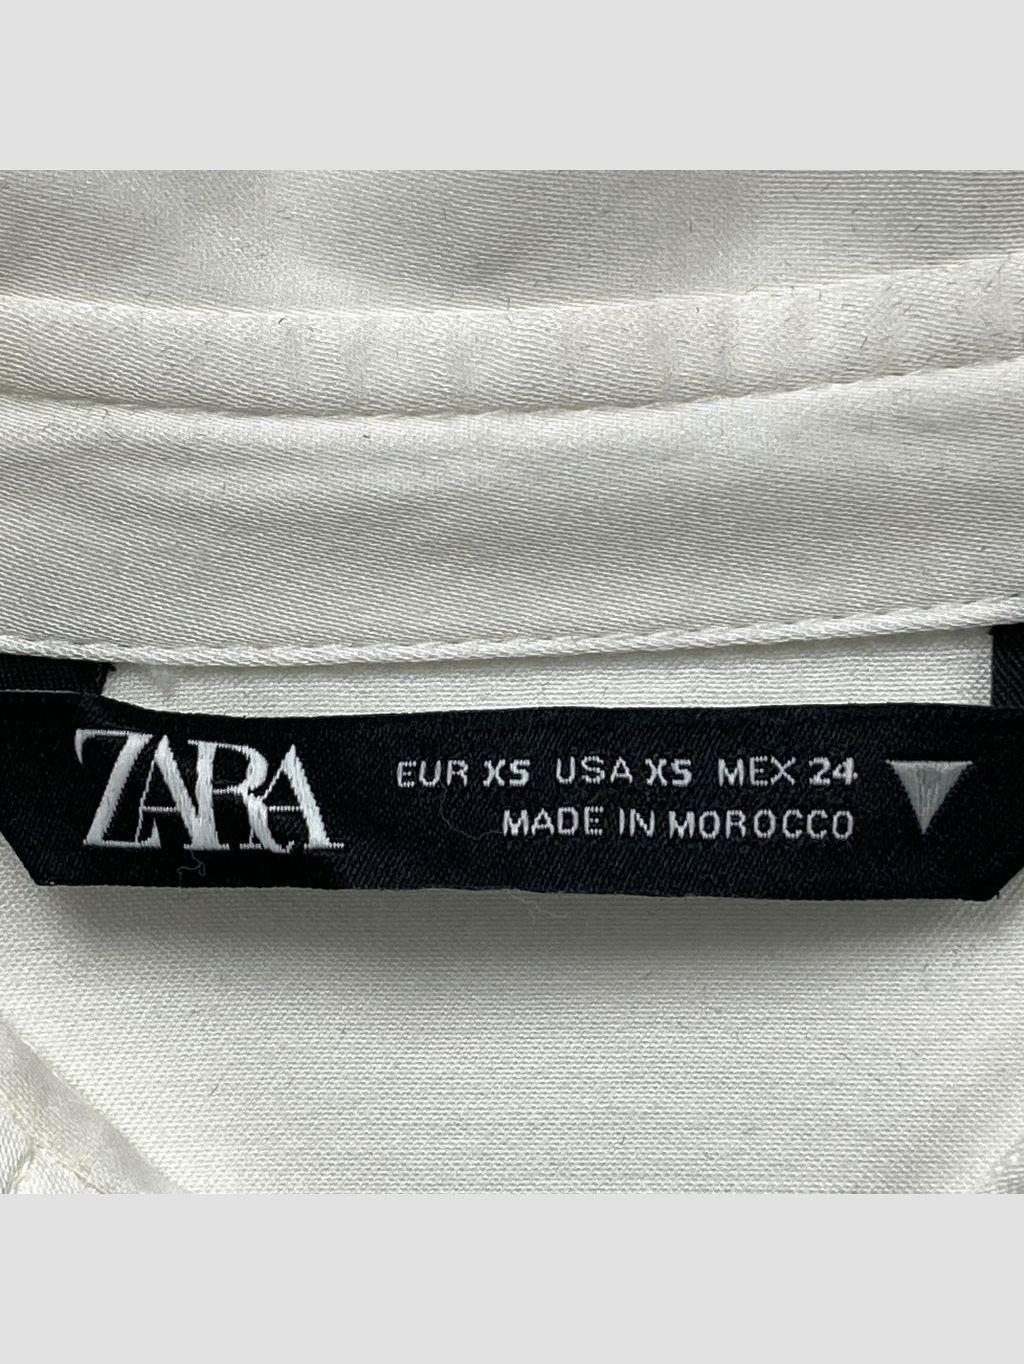 ZARA
EUR XS USA XS MEX 24
MADE IN MOROCCO